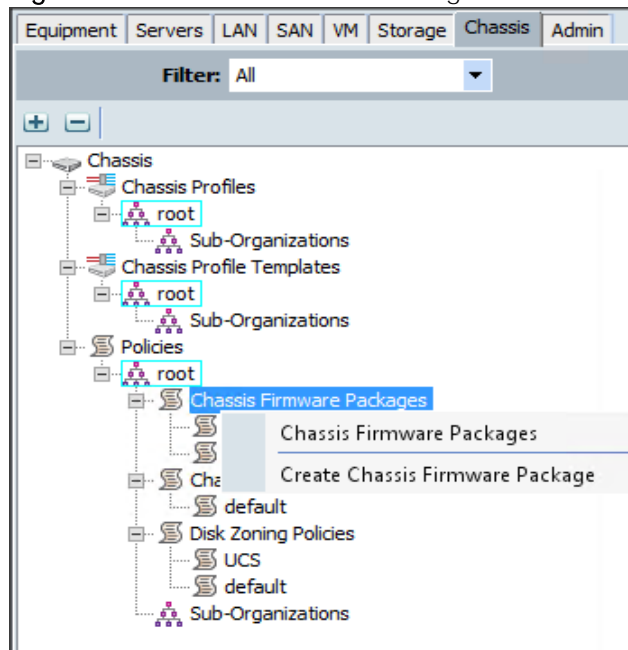 Equipment Servers LAN SAN VM Storage Chassis Admin
Filter: All
Chassis
Chassis Profiles
root
Sub-Organizations
Chassis Profile Templates
root
Sub-Organizations
Policies
root
Chassis Firmware Packages
Chassis Firmware Packages
Create Chassis Firmware Package
default
Disk Zoning Policies
UCS
default
Sub-Organizations